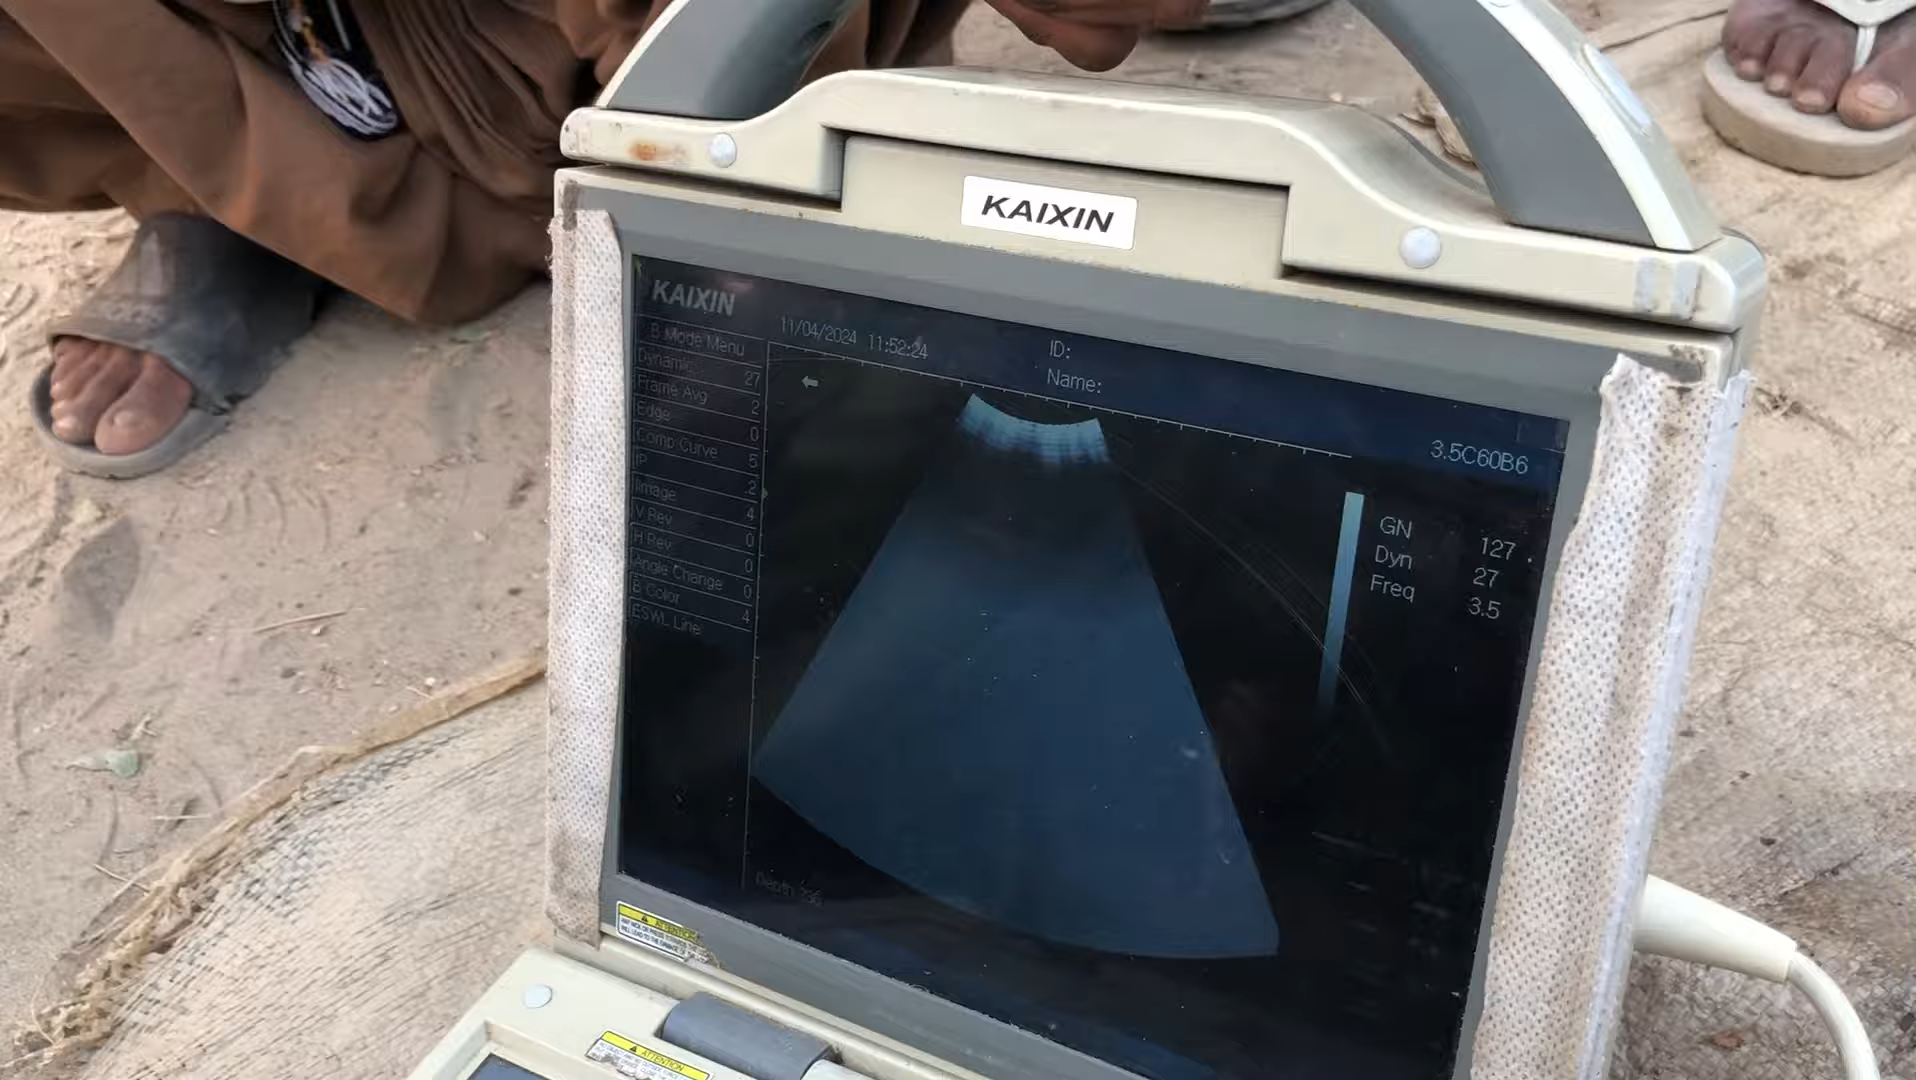 KAIXIN
KAIXIN
11/04/2024 11:52:24
ID:
Name:
B Mode Menu
Dynamic 27
Frame Avg 2
Edge 0
Comp Curve 5
IP 2
Image 4
V Rev 0
H Rev 0
Angle Change 0
B Color 4
ESWL Line
3.5C60B6
GN 127
Dyn 27
Freq 3.5
Depth
ATTENTION
ATTENTION